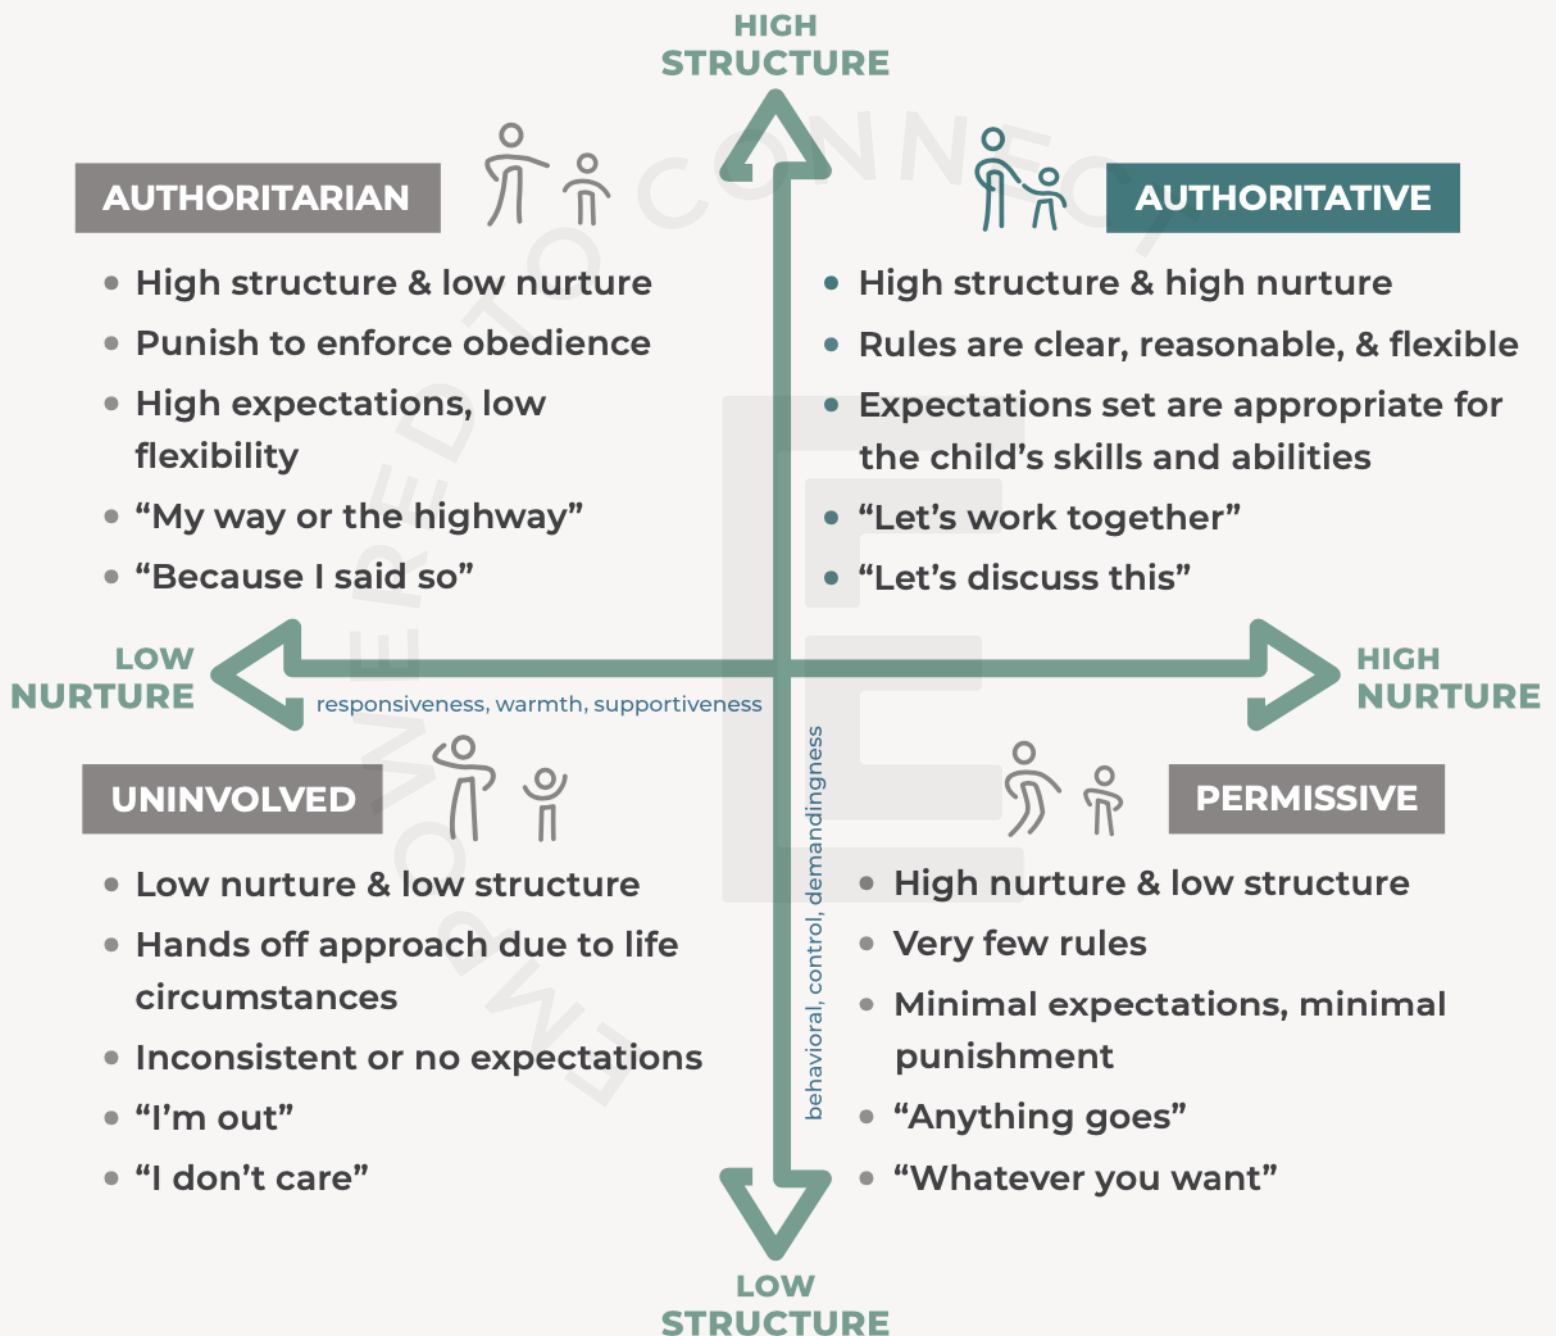 HIGH
STRUCTURE
AUTHORITARIAN
• High structure & low nurture
• Punish to enforce obedience
• High expectations, low
flexibility
• “My way or the highway”
• “Because I said so”
AUTHORITATIVE
• High structure & high nurture
• Rules are clear, reasonable, & flexible
• Expectations set are appropriate for
the child’s skills and abilities
• “Let’s work together”
• “Let’s discuss this”
LOW
NURTURE
responsiveness, warmth, supportiveness
HIGH
NURTURE
behavioral, control, demandingness
UNINVOLVED
• Low nurture & low structure
• Hands off approach due to life
circumstances
• Inconsistent or no expectations
• “I’m out”
• “I don’t care”
PERMISSIVE
• High nurture & low structure
• Very few rules
• Minimal expectations, minimal
punishment
• “Anything goes”
• “Whatever you want”
LOW
STRUCTURE
EMPOWERED TO CONNECT
E